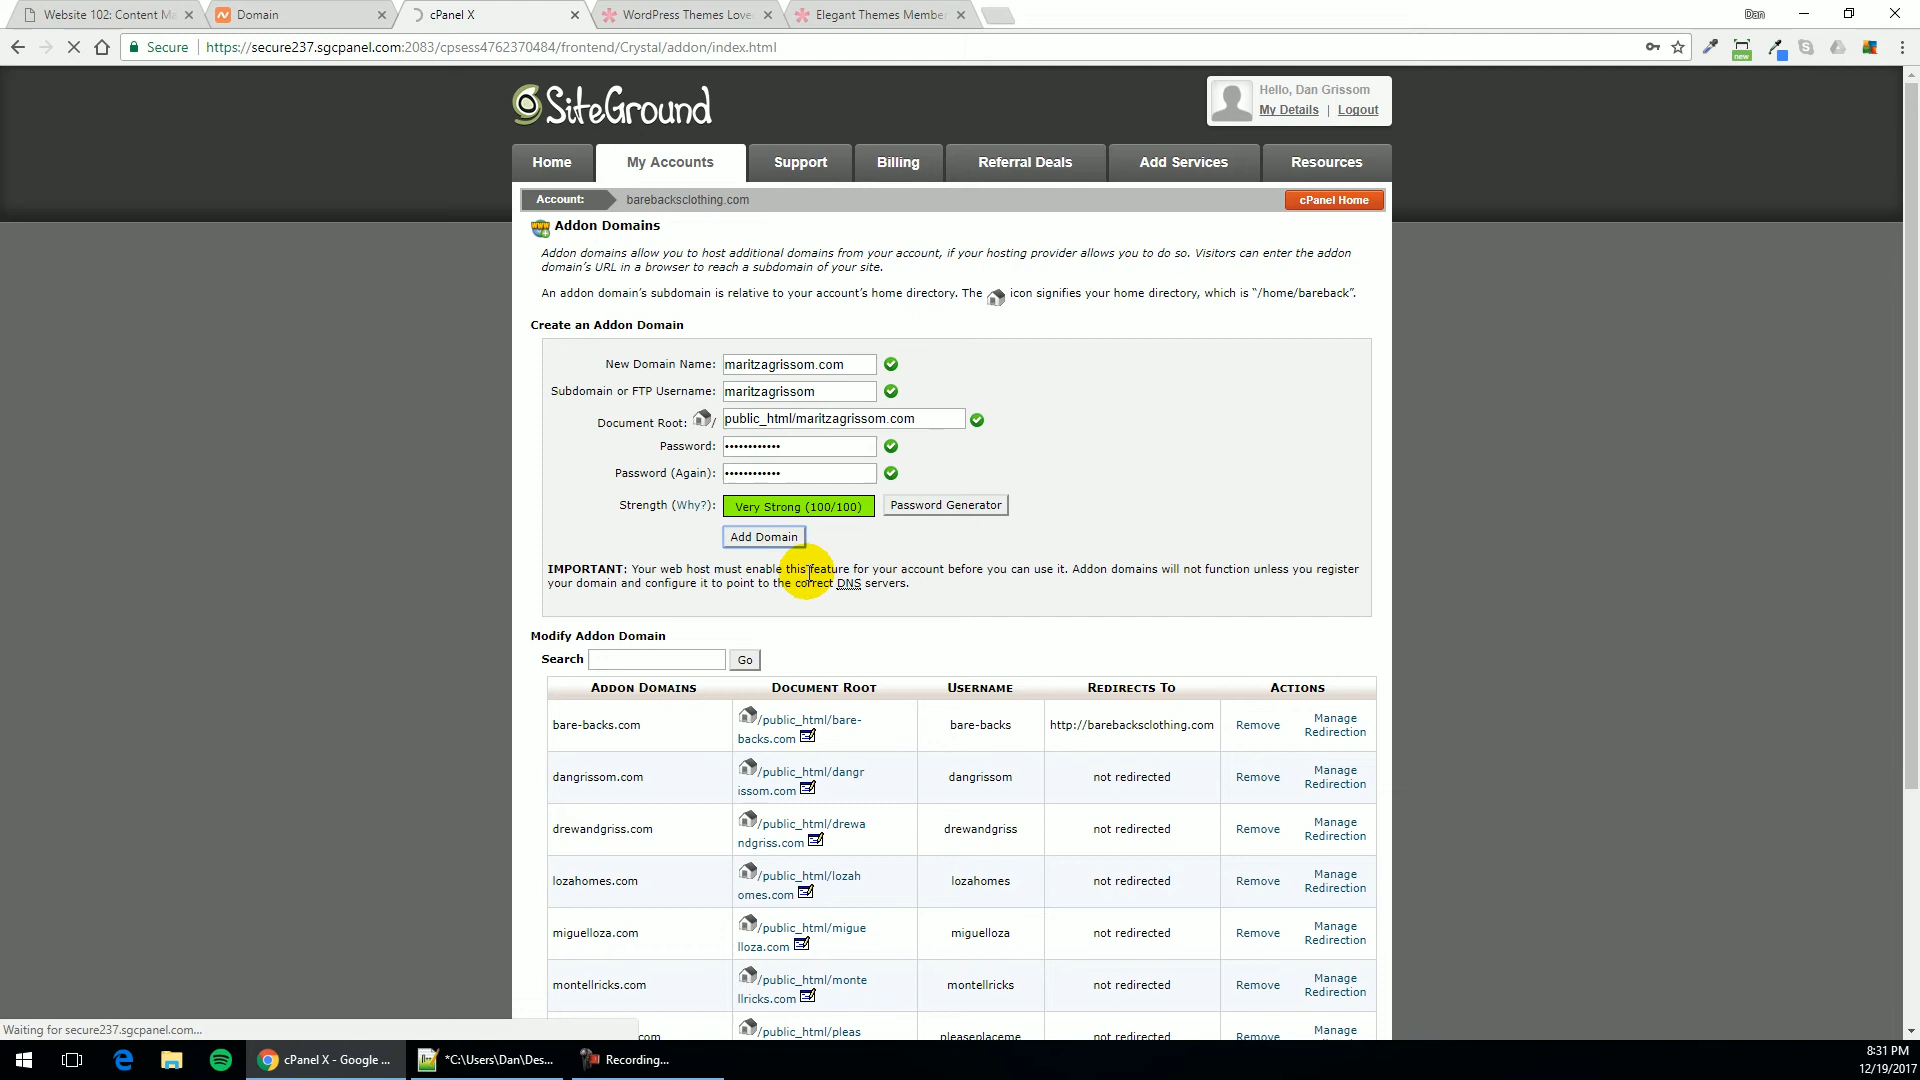 Website 102: Content Ma
Domain
cPanel X
WordPress Themes Love
Elegant Themes Membe
Dan
Secure
https://secure237.sgcpanel.com:2083/cpsess4762370484/frontend/Crystal/addon/index.html
new
SiteGround
Hello, Dan Grissom
My Details | Logout
Home
My Accounts
Support
Billing
Referral Deals
Add Services
Resources
Account:
barebacksclothing.com
cPanel Home
Addon Domains
Addon domains allow you to host additional domains from your account, if your hosting provider allows you to do so. Visitors can enter the addon
domain's URL in a browser to reach a subdomain of your site.
An addon domain's subdomain is relative to your account's home directory. The icon signifies your home directory, which is "/home/bareback".
Create an Addon Domain
New Domain Name: maritzagrissom.com
Subdomain or FTP Username: maritzagrissom
Document Root: / public_html/maritzagrissom.com
Password: ••••••••••••
Password (Again): ••••••••••••
Strength (Why?): Very Strong (100/100) Password Generator
Add Domain
IMPORTANT: Your web host must enable this feature for your account before you can use it. Addon domains will not function unless you register
your domain and configure it to point to the correct DNS servers.
Modify Addon Domain
Search Go
Addon Domains Document Root Username Redirects To Actions
bare-backs.com /public_html/bare-
backs.com bare-backs http://barebacksclothing.com Remove Manage
Redirection
dangrissom.com /public_html/dangr
issom.com dangrissom not redirected Remove Manage
Redirection
drewandgriss.com /public_html/drewa
ndgriss.com drewandgriss not redirected Remove Manage
Redirection
lozahomes.com /public_html/lozah
omes.com lozahomes not redirected Remove Manage
Redirection
miguelloza.com /public_html/migue
lloza.com miguelloza not redirected Remove Manage
Redirection
montellricks.com /public_html/monte
llricks.com montellricks not redirected Remove Manage
Redirection
.com /public_html/pleas pleaseplaceme not redirected Remove Manage
Waiting for secure237.sgcpanel.com...
cPanel X - Google ...
*C:\Users\Dan\Des...
Recording...
8:31 PM
12/19/2017